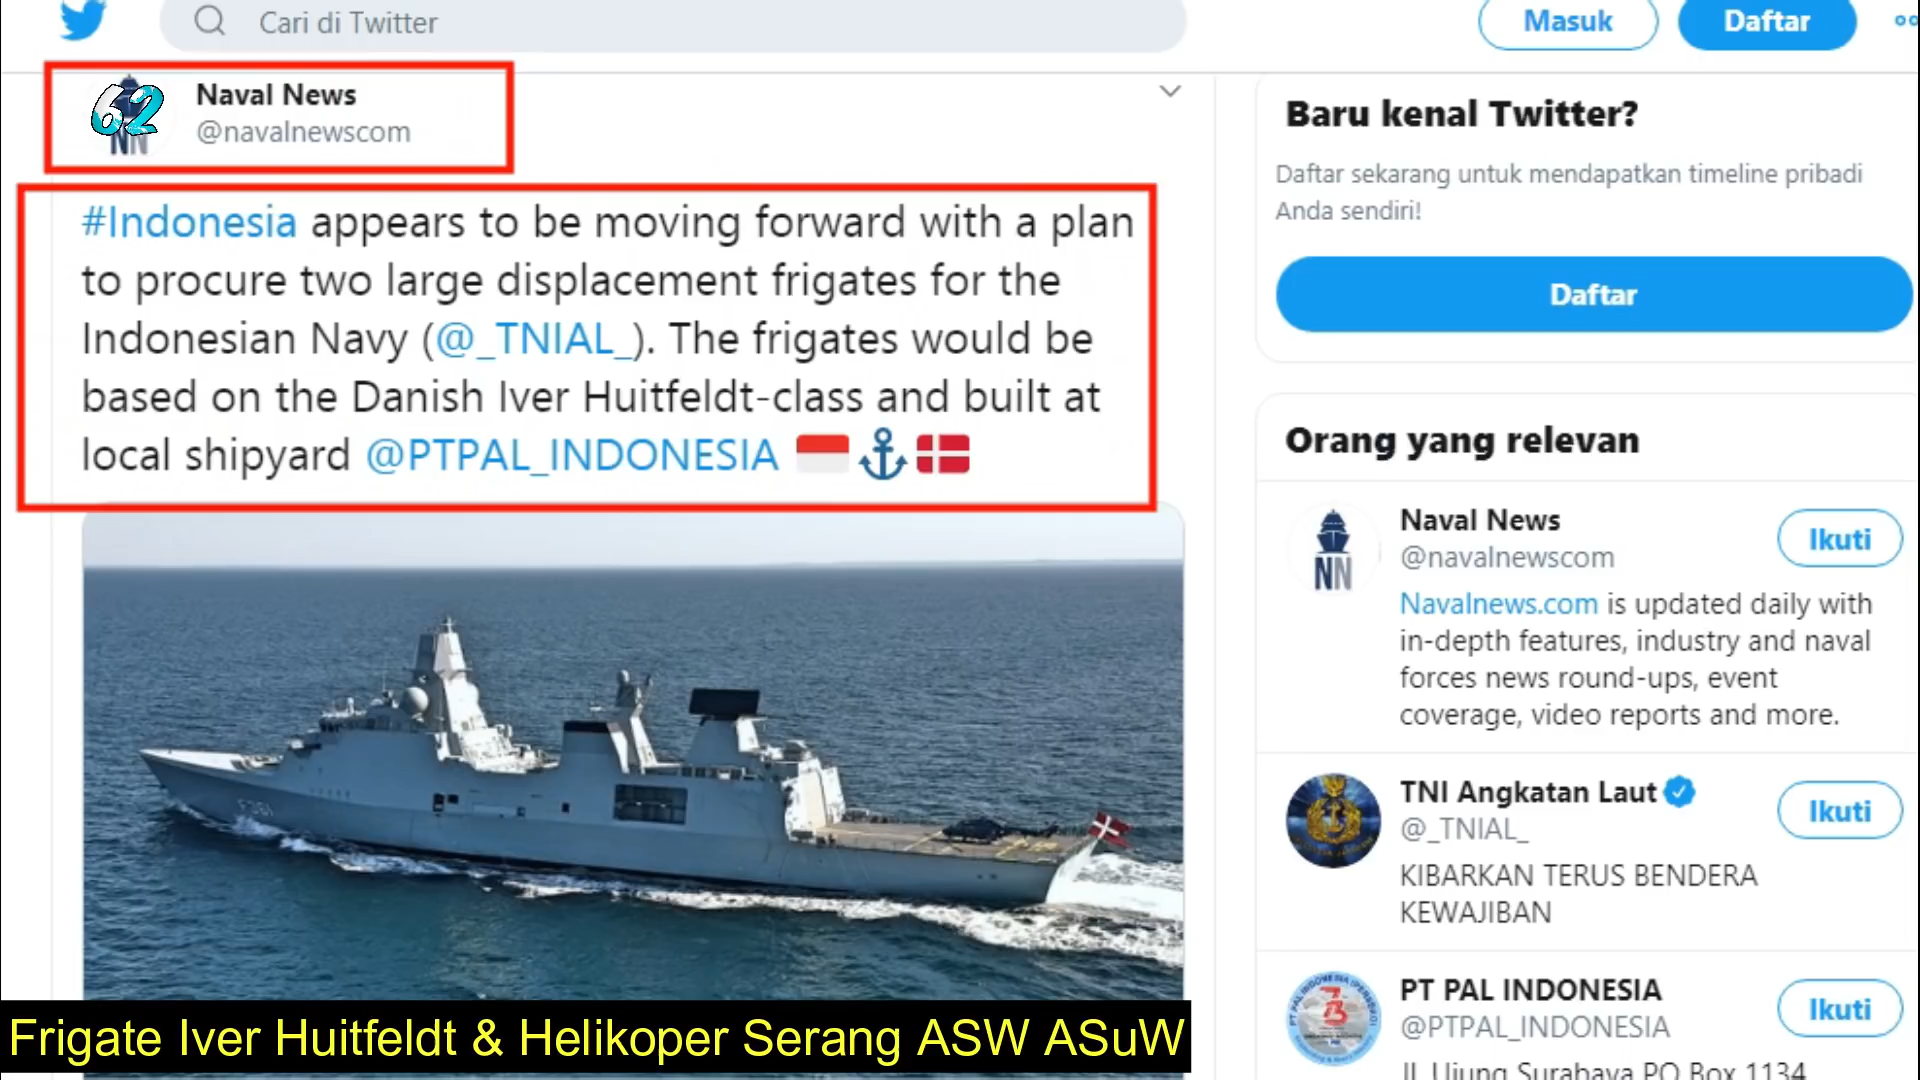 Cari di Twitter
Masuk
Daftar
62
NN
Naval News
@navalnewscom
#Indonesia appears to be moving forward with a plan
to procure two large displacement frigates for the
Indonesian Navy (@_TNIAL_). The frigates would be
based on the Danish Iver Huitfeldt-class and built at
local shipyard @PTPAL_INDONESIA
F361
Frigate Iver Huitfeldt & Helikoper Serang ASW ASuW
Baru kenal Twitter?
Daftar sekarang untuk mendapatkan timeline pribadi
Anda sendiri!
Daftar
Orang yang relevan
NN
Naval News
@navalnewscom
Ikuti
Navalnews.com is updated daily with
in-depth features, industry and naval
forces news round-ups, event
coverage, video reports and more.
TNI Angkatan Laut
@_TNIAL_
Ikuti
KIBARKAN TERUS BENDERA
KEWAJIBAN
PT PAL INDONESIA
@PTPAL_INDONESIA
Ikuti
Jl. Ujung Surabaya PO Box 1134